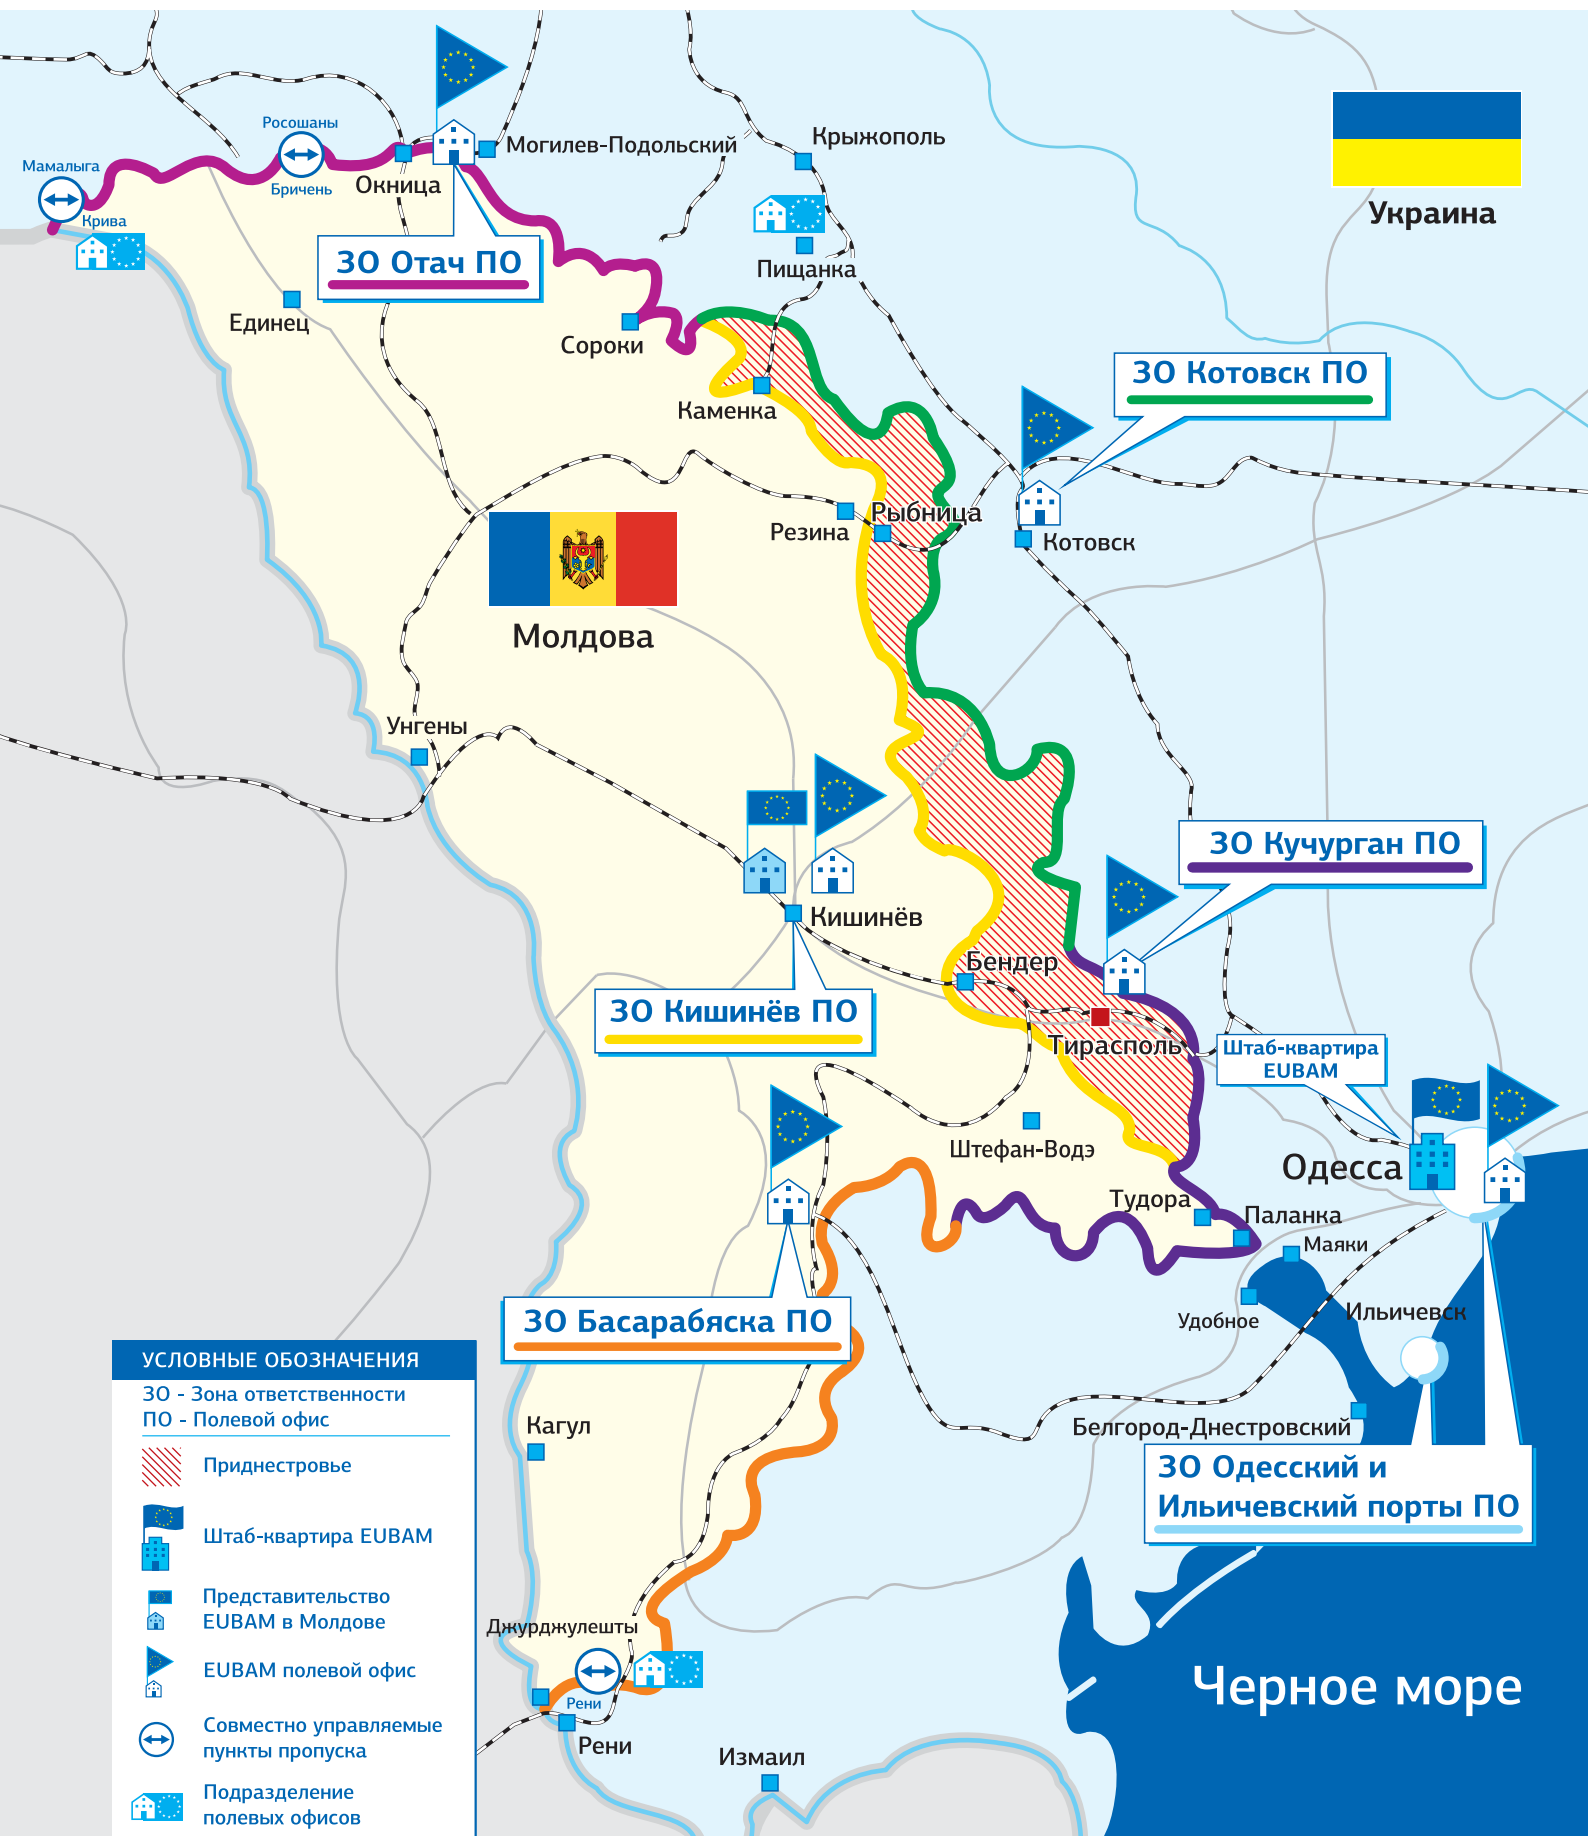 Росошаны
Мамалыга
Бричень
Крива
Окница
Могилев-Подольский
Крыжополь
Украина
ЗО Отач ПО
Пищанка
Единец
Сороки
Каменка
ЗО Котовск ПО
Резина
Рыбница
Котовск
Молдова
Унгены
ЗО Кучурган ПО
Кишинёв
Бендер
ЗО Кишинёв ПО
Тирасполь
Штаб-квартира
EUBAM
Штефан-Водэ
Одесса
Тудора
Паланка
Маяки
Удобное
Ильичевск
ЗО Басарабяска ПО
Кагул
Белгород-Днестровский
ЗО Одесский и
Ильичевский порты ПО
Джурджулешты
Рени
Рени
Измаил
Черное море
УСЛОВНЫЕ ОБОЗНАЧЕНИЯ
ЗО - Зона ответственности
ПО - Полевой офис
Приднестровье
Штаб-квартира EUBAM
Представительство
EUBAM в Молдове
EUBAM полевой офис
Совместно управляемые
пункты пропуска
Подразделение
полевых офисов